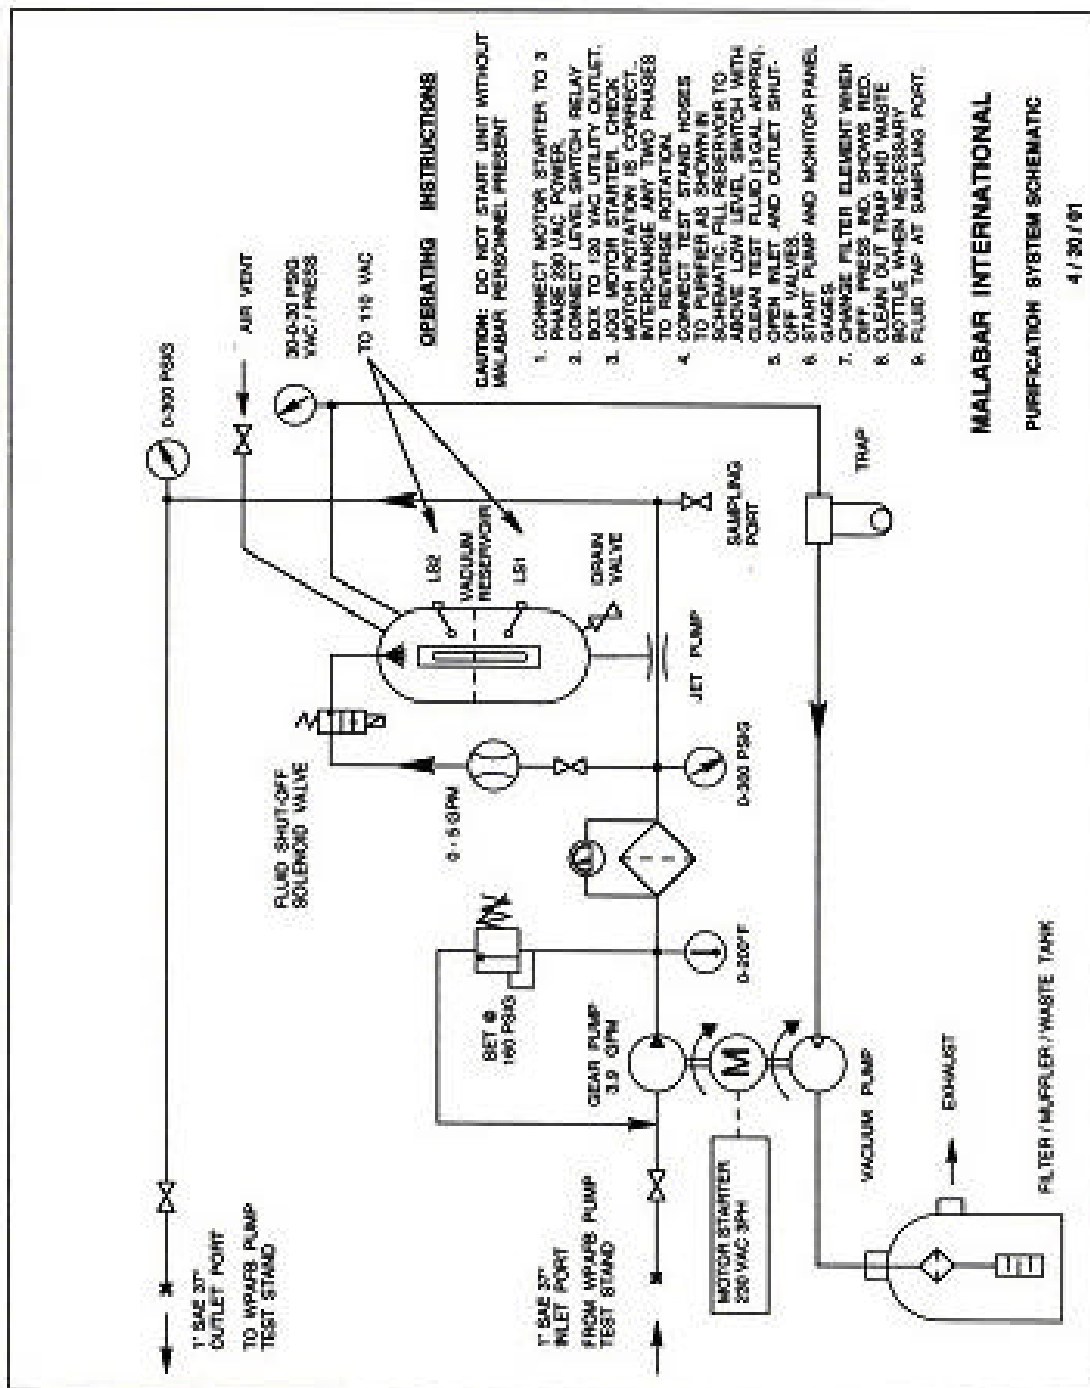 1" SAE 37°
OUTLET PORT
TO WPAFB PUMP
TEST STAND
0-300 PSIG
AIR VENT
30-0-30 PSIG
VAC / PRESS
TO 110 VAC
FLUID SHUT-OFF
SOLENOID VALVE
LS2
VACUUM
RESERVOIR
LS1
DRAIN
VALVE
0 - 5 GPM
SET @
160 PSIG
GEAR PUMP
3.9 GPM
1" SAE 37°
INLET PORT
FROM WPAFB PUMP
TEST STAND
0-200°F
0-300 PSIG
JET PUMP
SAMPLING
PORT
MOTOR STARTER
230 VAC 3PH
M
VACUUM PUMP
TRAP
EXHAUST
FILTER / MUFFLER / WASTE TANK
OPERATING INSTRUCTIONS
CAUTION: DO NOT START UNIT WITHOUT
MALABAR PERSONNEL PRESENT
1. CONNECT MOTOR STARTER TO 3
PHASE 230 VAC POWER.
2. CONNECT LEVEL SWITCH RELAY
BOX TO 120 VAC UTILITY OUTLET.
3. JOG MOTOR STARTER. CHECK
MOTOR ROTATION IS CORRECT.
INTERCHANGE ANY TWO PHASES
TO REVERSE ROTATION.
4. CONNECT TEST STAND HOSES
TO PURIFIER AS SHOWN IN
SCHEMATIC. FILL RESERVOIR TO
ABOVE LOW LEVEL SWITCH WITH
CLEAN TEST FLUID (3 GAL APPRX).
5. OPEN INLET AND OUTLET SHUT-
OFF VALVES.
6. START PUMP AND MONITOR PANEL
GAGES.
7. CHANGE FILTER ELEMENT WHEN
DIFF. PRESS IND. SHOWS RED.
8. CLEAN OUT TRAP AND WASTE
BOTTLE WHEN NECESSARY
9. FLUID TAP AT SAMPLING PORT.
MALABAR INTERNATIONAL
PURIFICATION SYSTEM SCHEMATIC
4 / 30 / 01